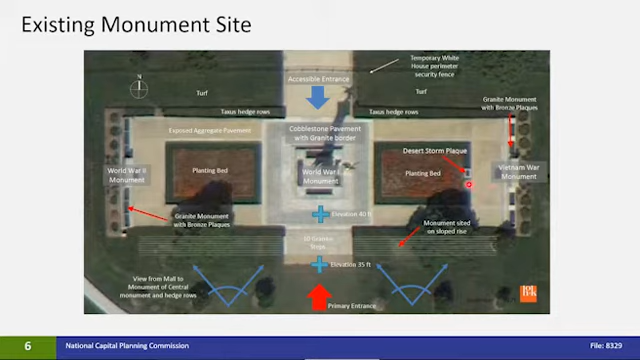 Existing Monument Site
Temporary White
House perimeter
security fence
Accessible Entrance
N
Turf
Turf
Granite Monument
with Bronze Plaques
Taxus hedge rows
Taxus hedge rows
Exposed Aggregate Pavement
Cobblestone Pavement
with Granite border
Desert Storm Plaque
World War II
Monument
Planting Bed
World War I
Monument
Planting Bed
Vietnam War
Monument
Granite Monument
with Bronze Plaques
Elevation 40 ft
Monument sited
on sloped rise
10 Granite
Steps
Elevation 35 ft
View from Mall to
Monument of Central
monument and hedge rows
Primary Entrance
6
National Capital Planning Commission
File: 8329